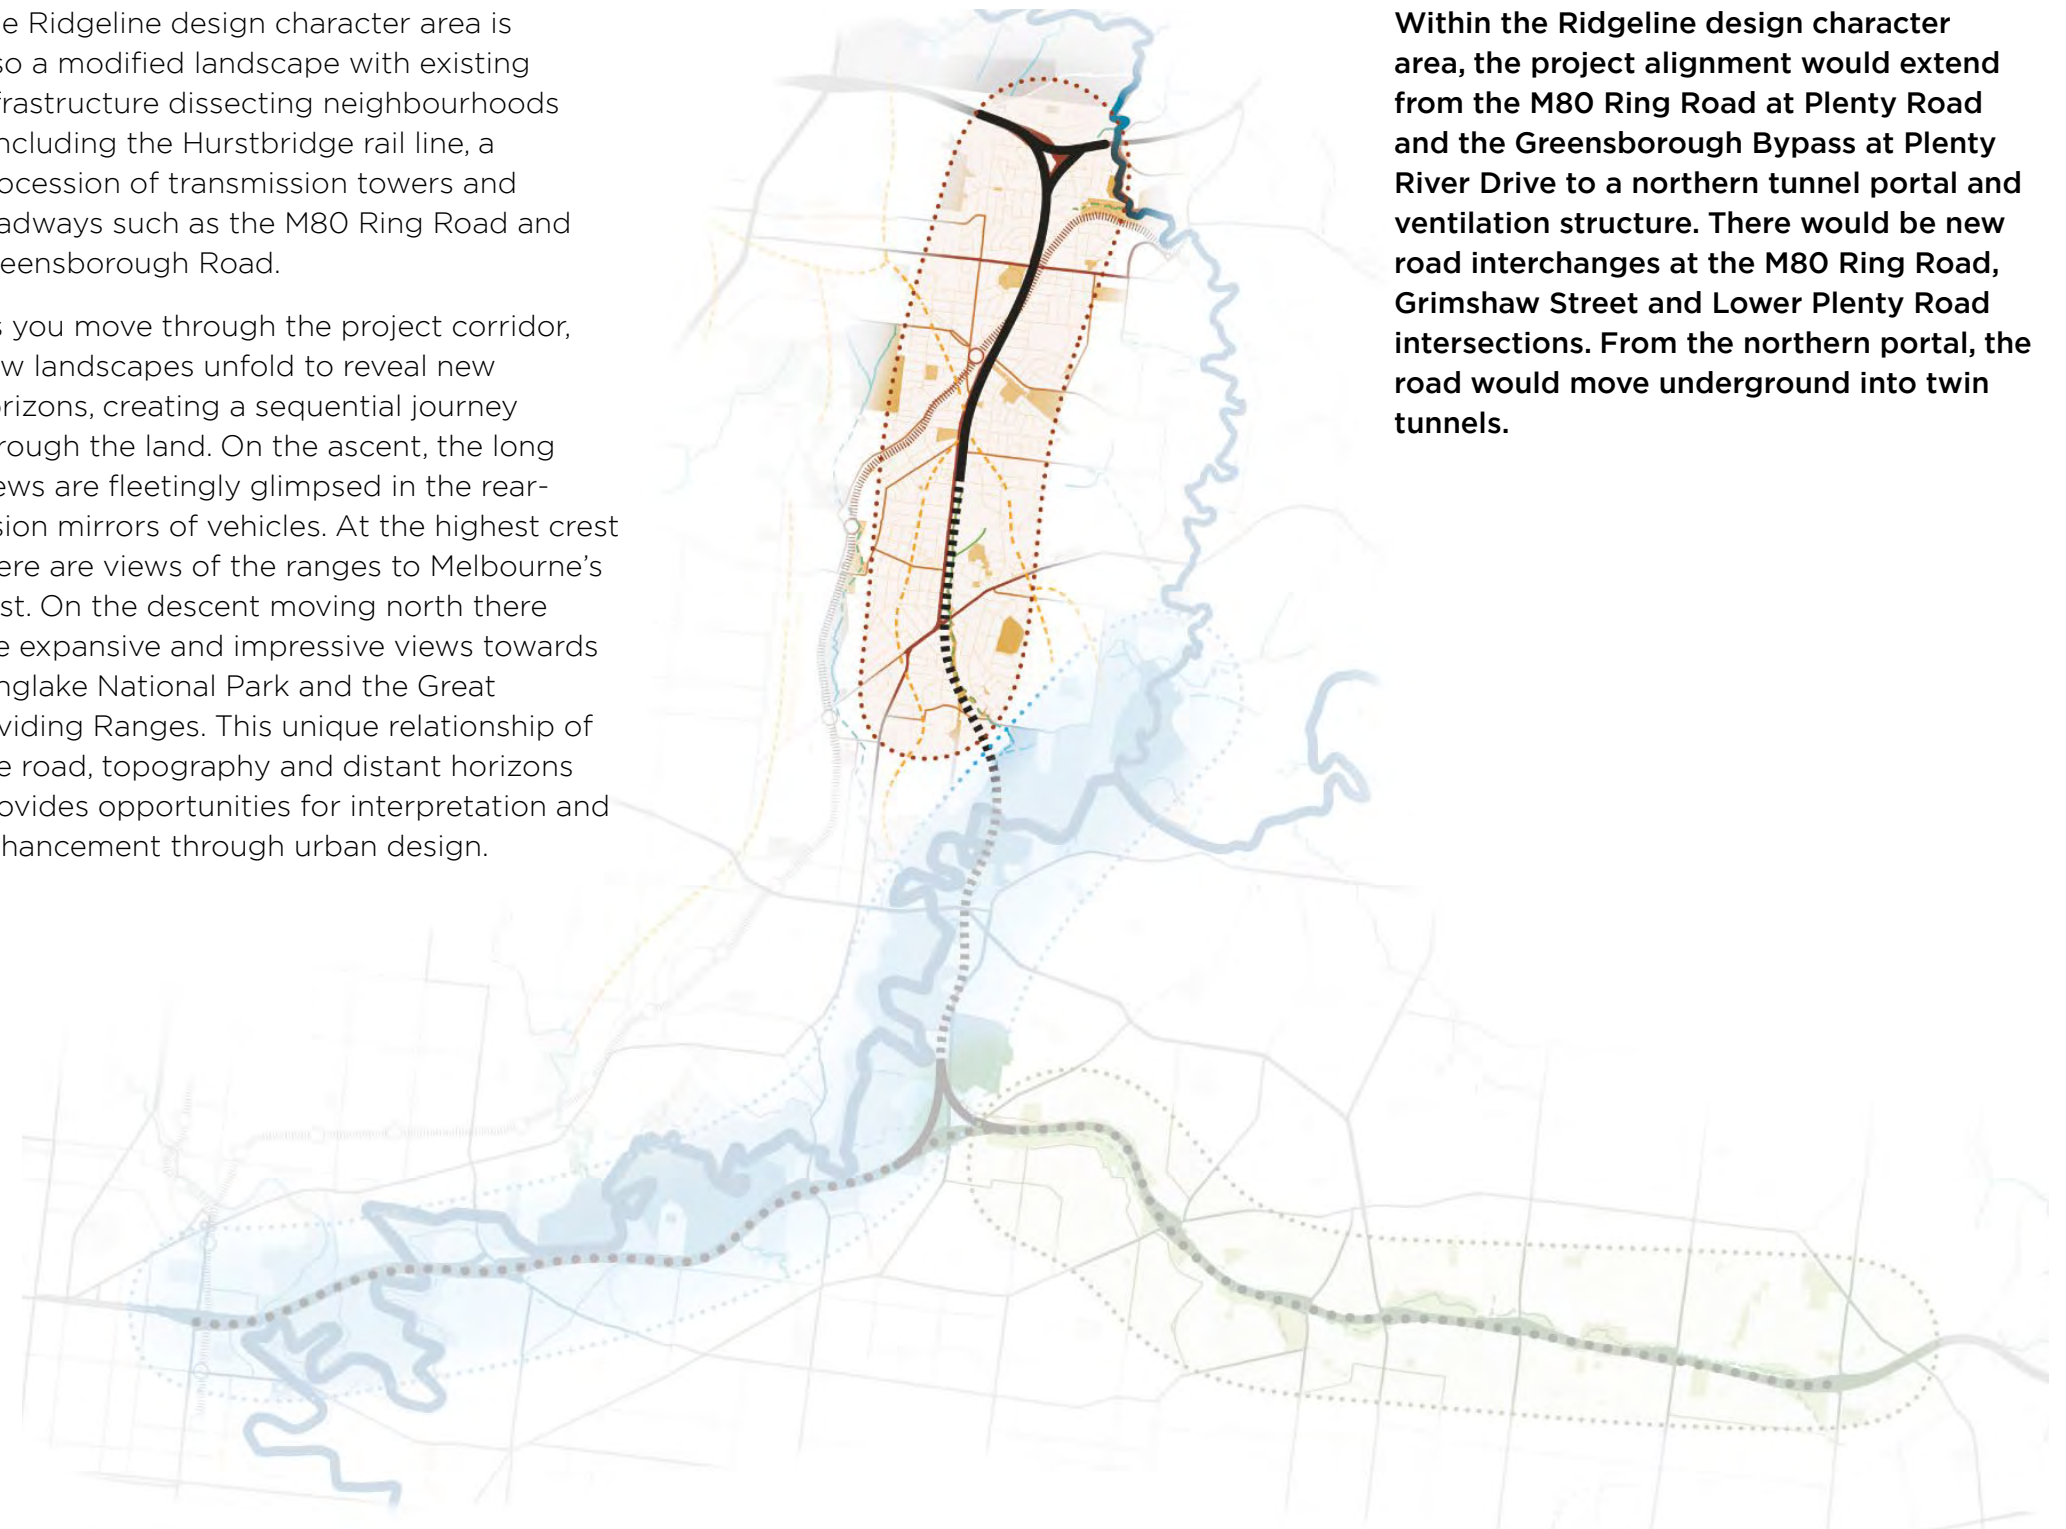 e Ridgeline design character area is
so a modified landscape with existing
frastructure dissecting neighbourhoods
ncluding the Hurstbridge rail line, a
ocession of transmission towers and
adways such as the M80 Ring Road and
eensborough Road.
s you move through the project corridor,
w landscapes unfold to reveal new
orizons, creating a sequential journey
rough the land. On the ascent, the long
ews are fleetingly glimpsed in the rear-
sion mirrors of vehicles. At the highest crest
ere are views of the ranges to Melbourne's
st. On the descent moving north there
e expansive and impressive views towards
nglake National Park and the Great
viding Ranges. This unique relationship of
e road, topography and distant horizons
ovides opportunities for interpretation and
hancement through urban design.
Within the Ridgeline design character
area, the project alignment would extend
from the M80 Ring Road at Plenty Road
and the Greensborough Bypass at Plenty
River Drive to a northern tunnel portal and
ventilation structure. There would be new
road interchanges at the M80 Ring Road,
Grimshaw Street and Lower Plenty Road
intersections. From the northern portal, the
road would move underground into twin
tunnels.